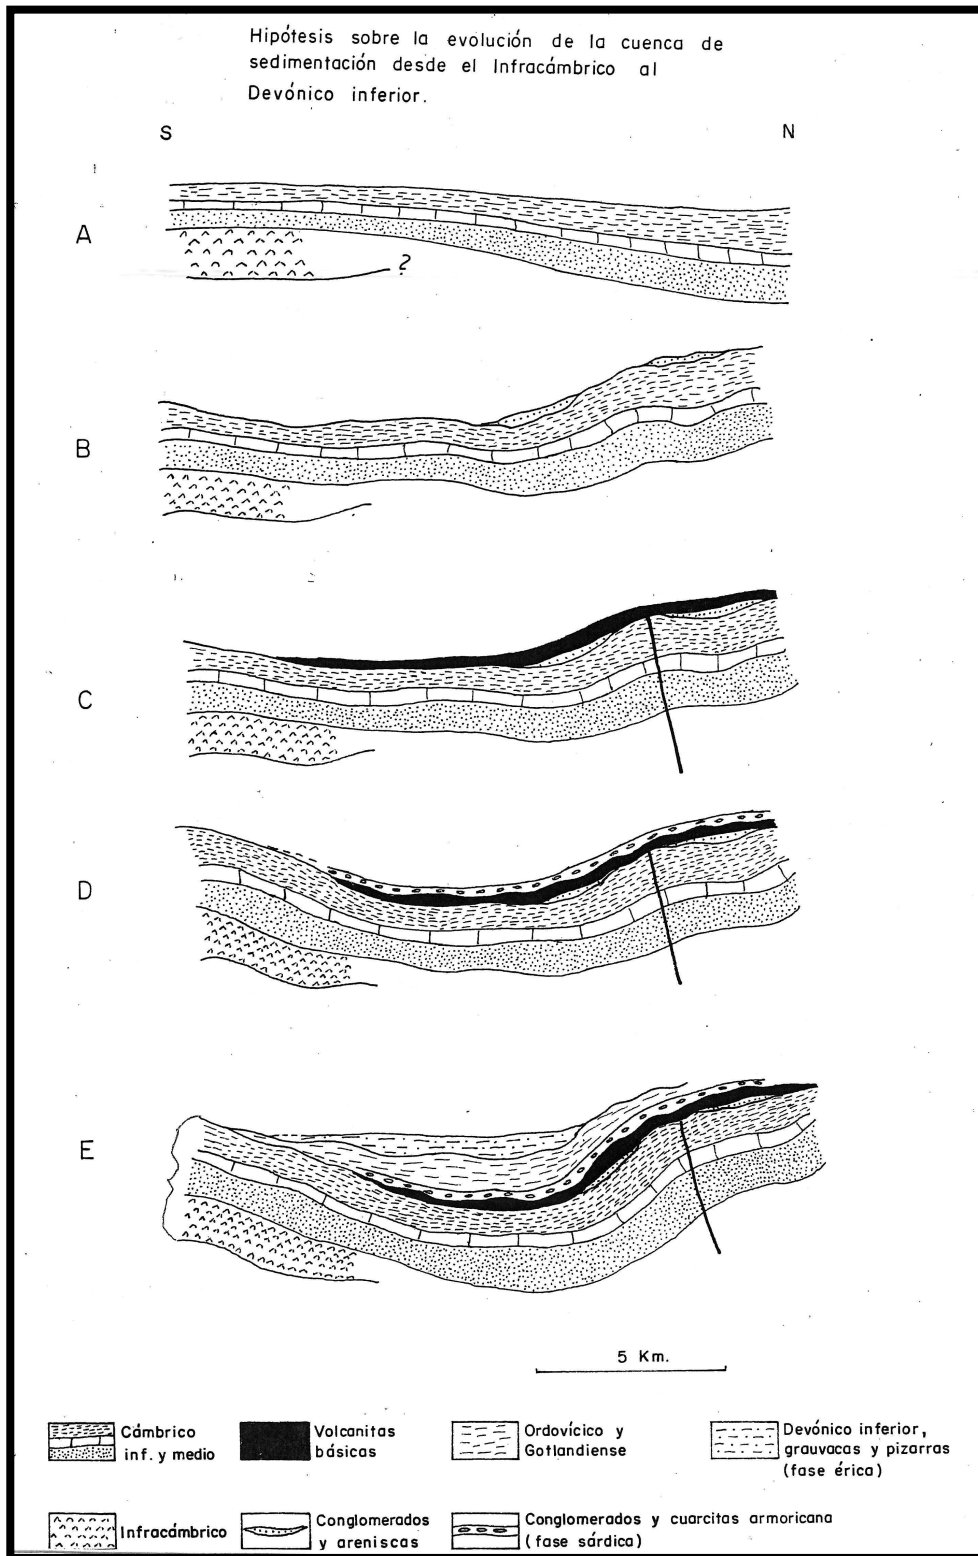 Hipótesis sobre la evolución de la cuenca de
sedimentación desde el Infracámbrico al
Devónico inferior.
S
N
A
?
B
C
D
E
5 Km.
Cámbrico
inf. y medio
Volcanitas
básicas
Ordovícico y
Gotlandiense
Devónico inferior,
grauvacas y pizarras
(fase érica)
Infracámbrico
Conglomerados
y areniscas
Conglomerados y cuarcitas armoricana
(fase sárdica)